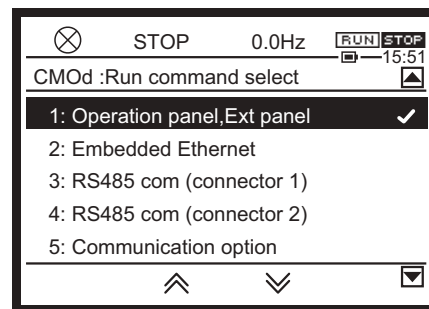 STOP 0.0Hz RUN STOP
15:51
CMOd :Run command select
1: Operation panel,Ext panel
2: Embedded Ethernet
3: RS485 com (connector 1)
4: RS485 com (connector 2)
5: Communication option